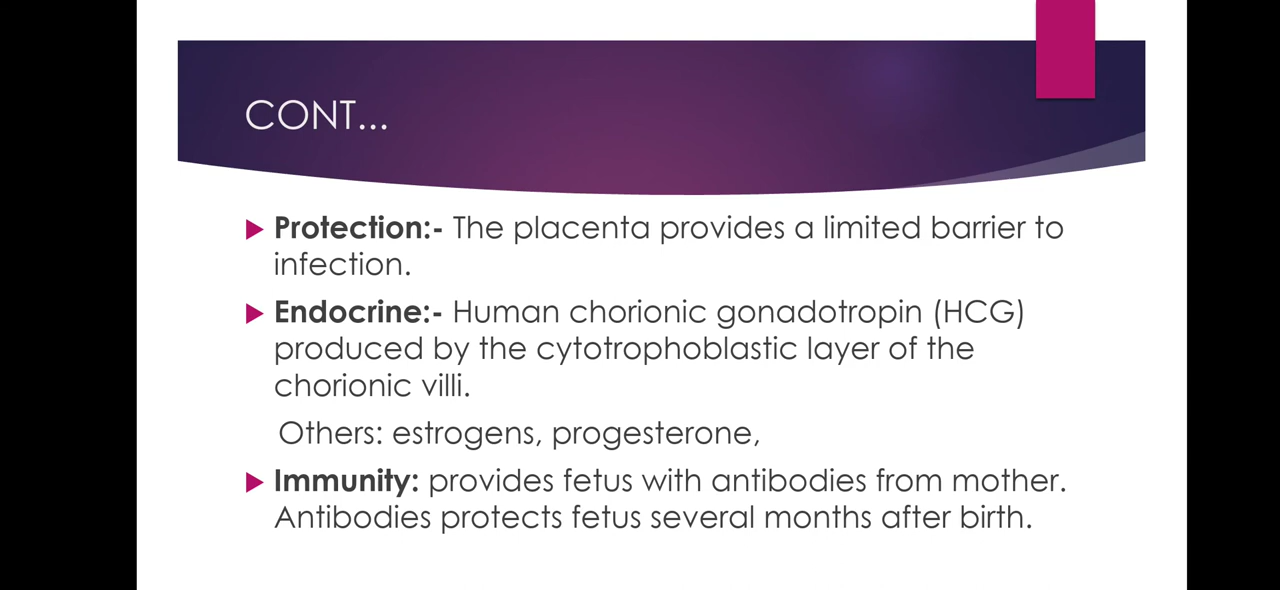 CONT...
Protection:- The placenta provides a limited barrier to
infection.
Endocrine:- Human chorionic gonadotropin (HCG)
produced by the cytotrophoblastic layer of the
chorionic villi.
Others: estrogens, progesterone,
Immunity: provides fetus with antibodies from mother.
Antibodies protects fetus several months after birth.